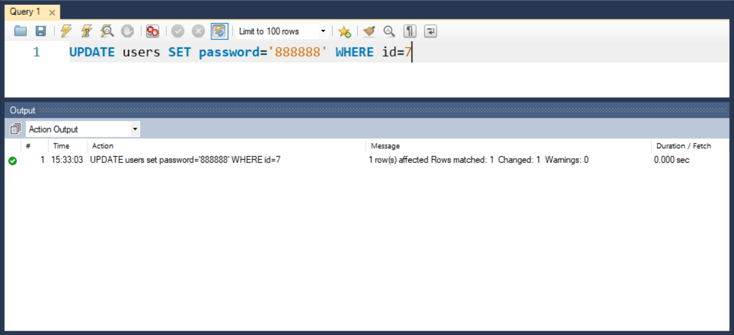 Query 1
Limit to 100 rows
1 UPDATE users SET password='888888' WHERE id=7
Output
Action Output
# Time Action Message Duration / Fetch
1 15:33:03 UPDATE users set password='888888' WHERE id=7 1 row(s) affected Rows matched: 1 Changed: 1 Warnings: 0 0.000 sec